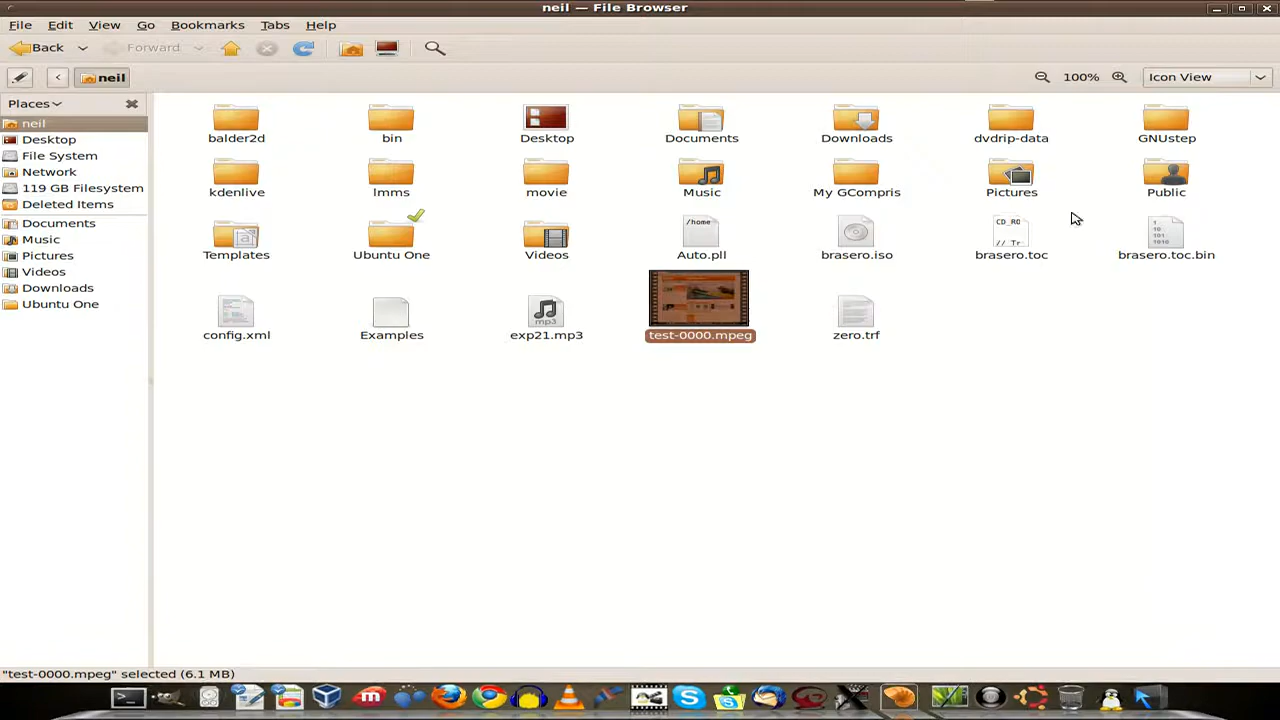 neil — File Browser
File Edit View Go Bookmarks Tabs Help
Back Forward
neil 100% Icon View
Places
neil
Desktop
File System
Network
119 GB Filesystem
Deleted Items
Documents
Music
Pictures
Videos
Downloads
Ubuntu One
balder2d bin Desktop Documents Downloads dvdrip-data GNUstep
kdenlive lmms movie Music My GCompris Pictures Public
/home CD_RO
// Tr
1
10
101
1010
Templates Ubuntu One Videos Auto.pll brasero.iso brasero.toc brasero.toc.bin
mp3
config.xml Examples exp21.mp3 test-0000.mpeg zero.trf
"test-0000.mpeg" selected (6.1 MB)